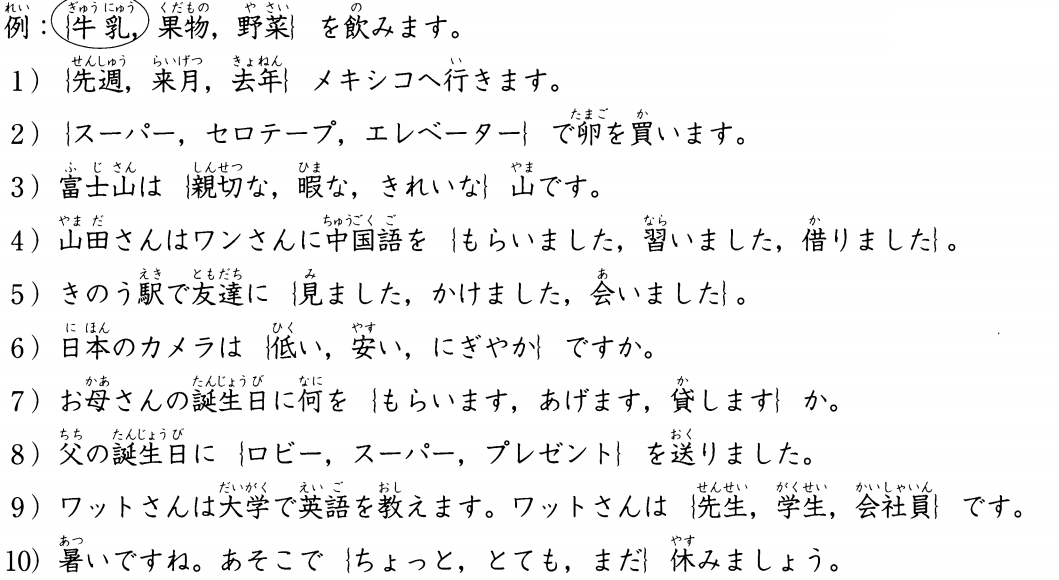 例：{牛乳, 果物, 野菜} を飲みます。
1) {先週, 来月, 去年} メキシコへ行きます。
2) {スーパー, セロテープ, エレベーター} で卵を買います。
3) 富士山は {親切な, 暇な, きれいな} 山です。
4) 山田さんはワンさんに中国語を {もらいました, 習いました, 借りました}。
5) きのう駅で友達に {見ました, かけました, 会いました}。
6) 日本のカメラは {低い, 安い, にぎやか} ですか。
7) お母さんの誕生日に何を {もらいます, あげます, 貸します} か。
8) 父の誕生日に {ロビー, スーパー, プレゼント} を送りました。
9) ワットさんは大学で英語を教えます。ワットさんは {先生, 学生, 会社員} です。
10) 暑いですね。あそこで {ちょっと, とても, まだ} 休みましょう。